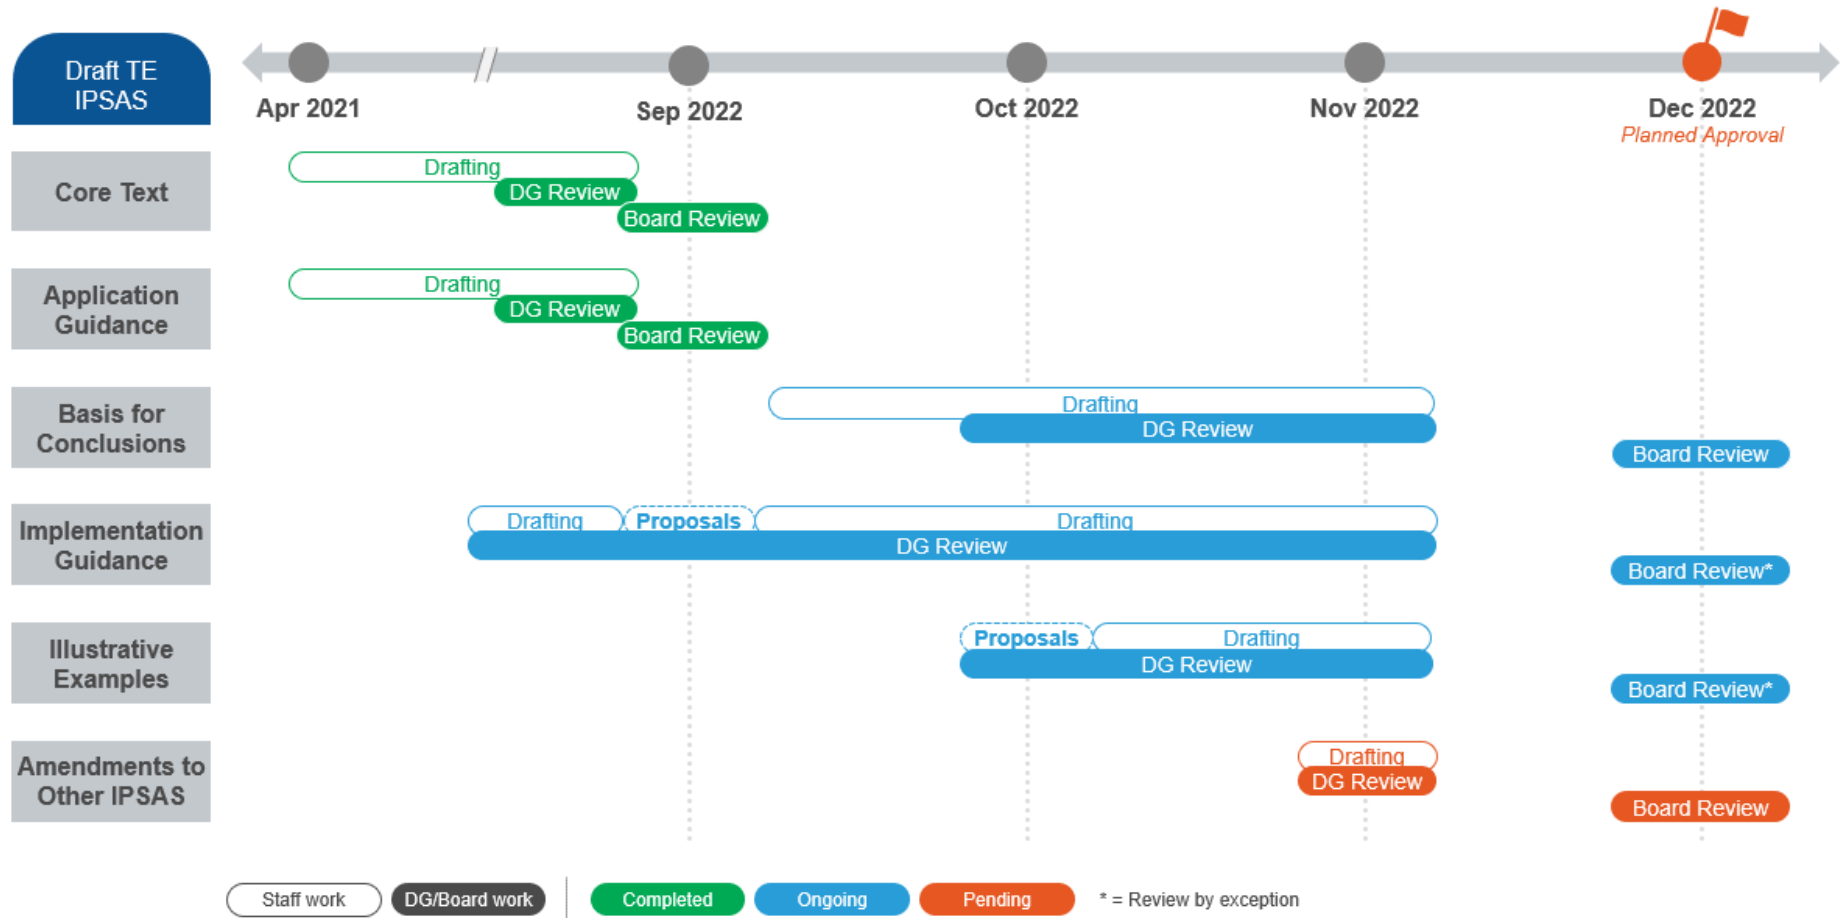 Draft TE
IPSAS
Apr 2021
Sep 2022
Oct 2022
Nov 2022
Dec 2022
Planned Approval
Core Text
Drafting
DG Review
Board Review
Application
Guidance
Drafting
DG Review
Board Review
Basis for
Conclusions
Drafting
DG Review
Board Review
Implementation
Guidance
Drafting
Proposals
Drafting
DG Review
Board Review*
Illustrative
Examples
Proposals
Drafting
DG Review
Board Review*
Amendments to
Other IPSAS
Drafting
DG Review
Board Review
Staff work
DG/Board work
Completed
Ongoing
Pending
* = Review by exception